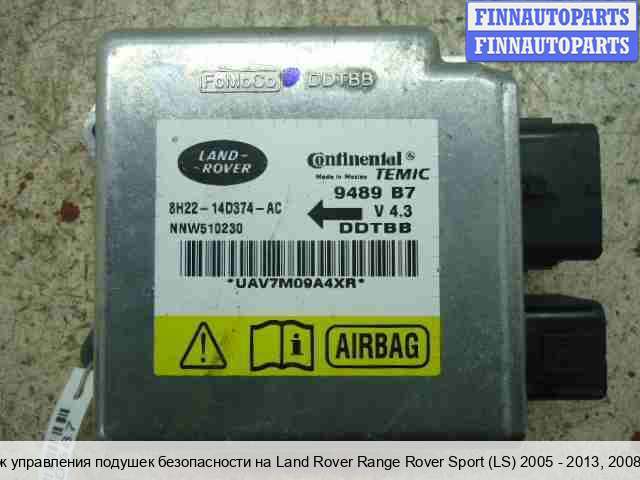 FINNAUTOPARTS
FINNAUTOPARTS
FoMoCo DDTBB
LAND-
-ROVER
Continental
Made in Mexico TEMIC
9489 B7
8H22-14D374-AC
V 4.3
NNW510230
DDTBB
*UAV7M09A4XR*
AIRBAG
управления подушек безопасности на Land Rover Range Rover Sport (LS) 2005 - 2013, 2008